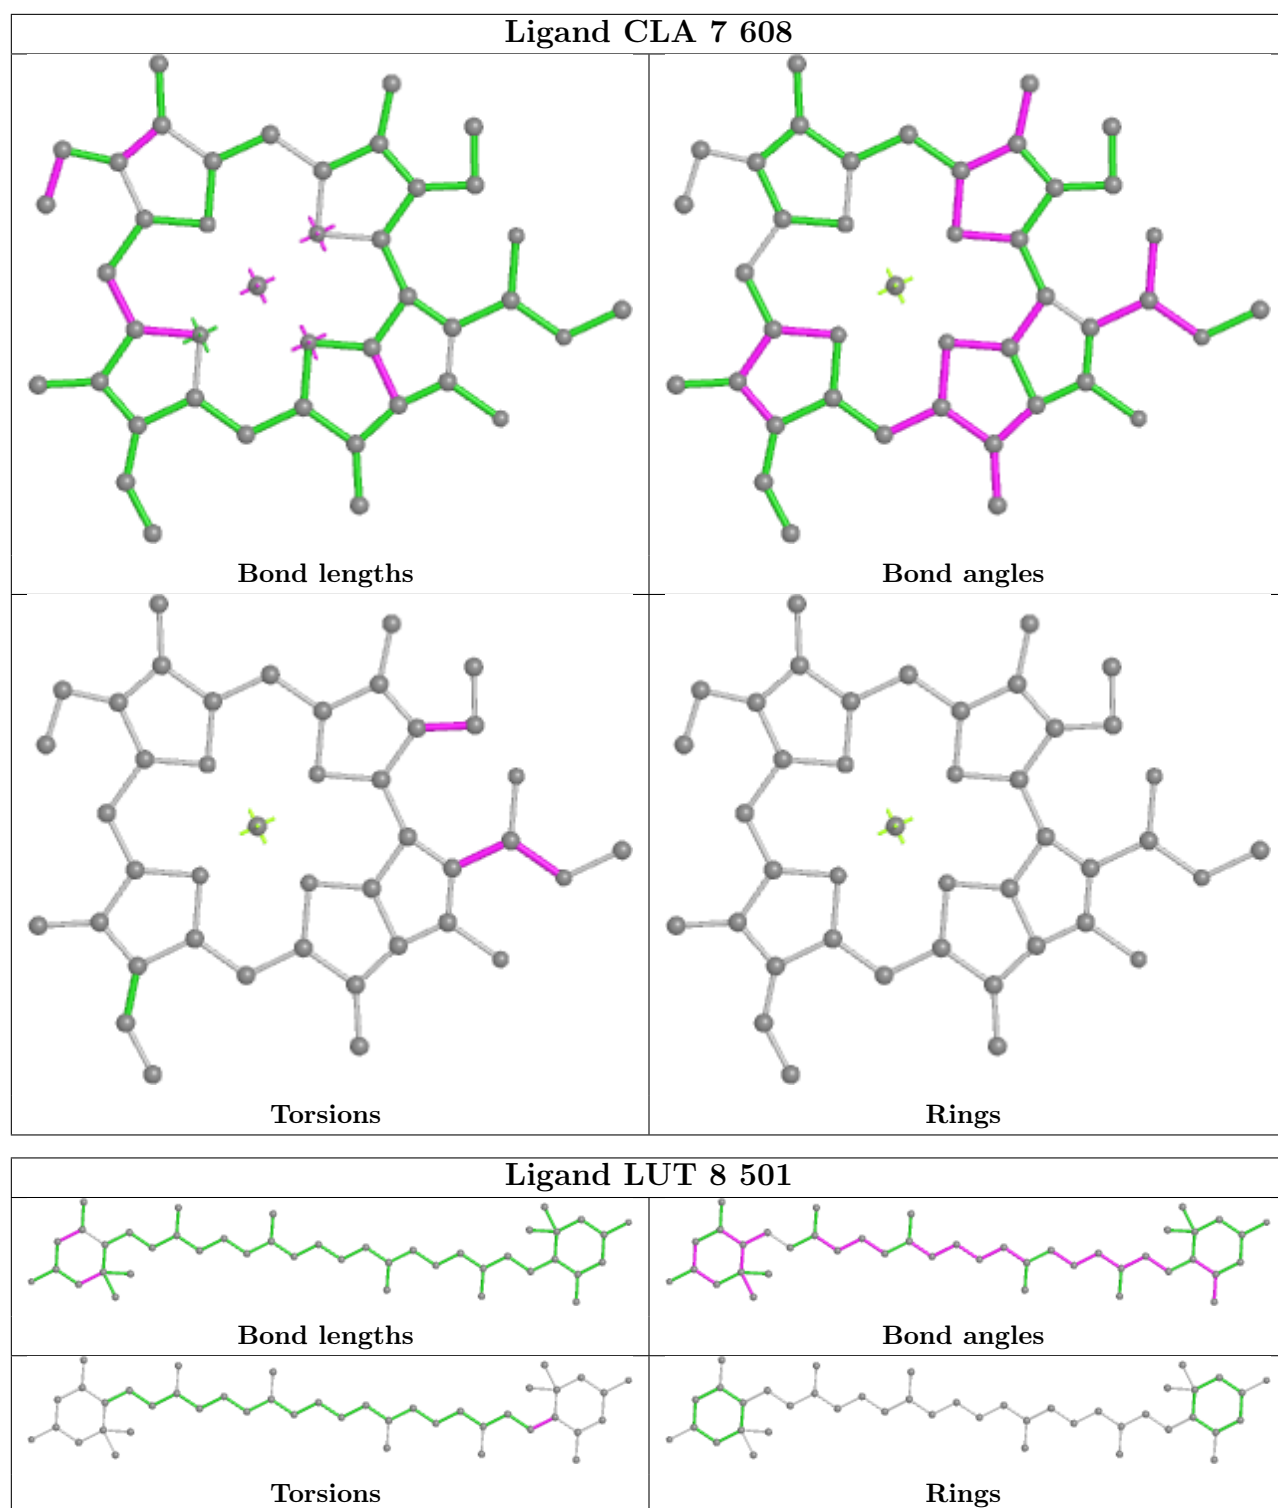 Ligand CLA 7 608
Bond lengths
Bond angles
Torsions
Rings
Ligand LUT 8 501
Bond lengths
Bond angles
Torsions
Rings